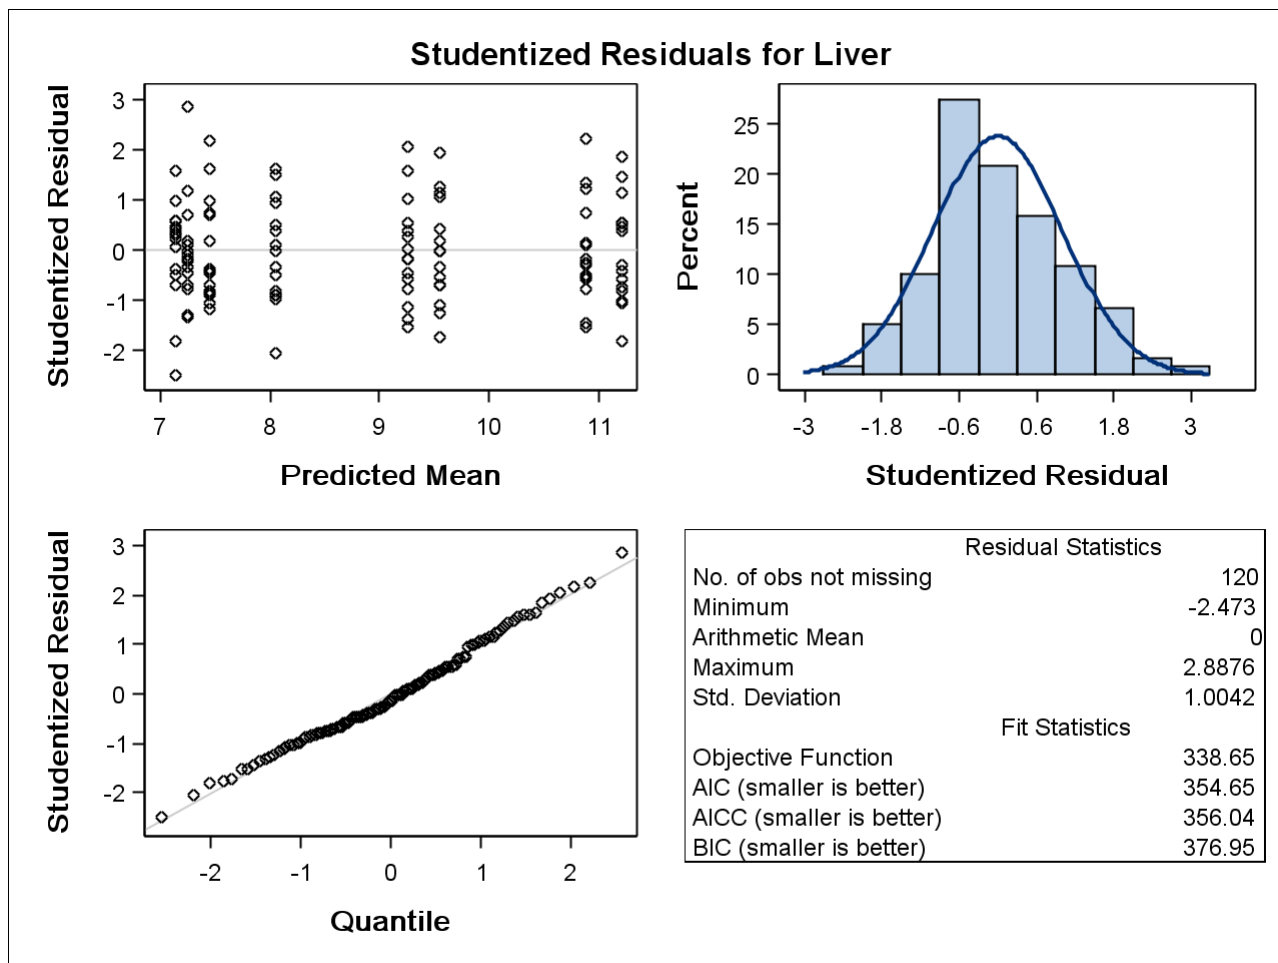 Studentized Residuals for Liver
Studentized Residual
3
2
1
0
-1
-2
7
8
9
10
11
Predicted Mean
Percent
25
20
15
10
5
0
-3
-1.8
-0.6
0.6
1.8
3
Studentized Residual
Studentized Residual
3
2
1
0
-1
-2
-2
-1
0
1
2
Quantile
Residual Statistics
No. of obs not missing 120
Minimum -2.473
Arithmetic Mean 0
Maximum 2.8876
Std. Deviation 1.0042
Fit Statistics
Objective Function 338.65
AIC (smaller is better) 354.65
AICC (smaller is better) 356.04
BIC (smaller is better) 376.95